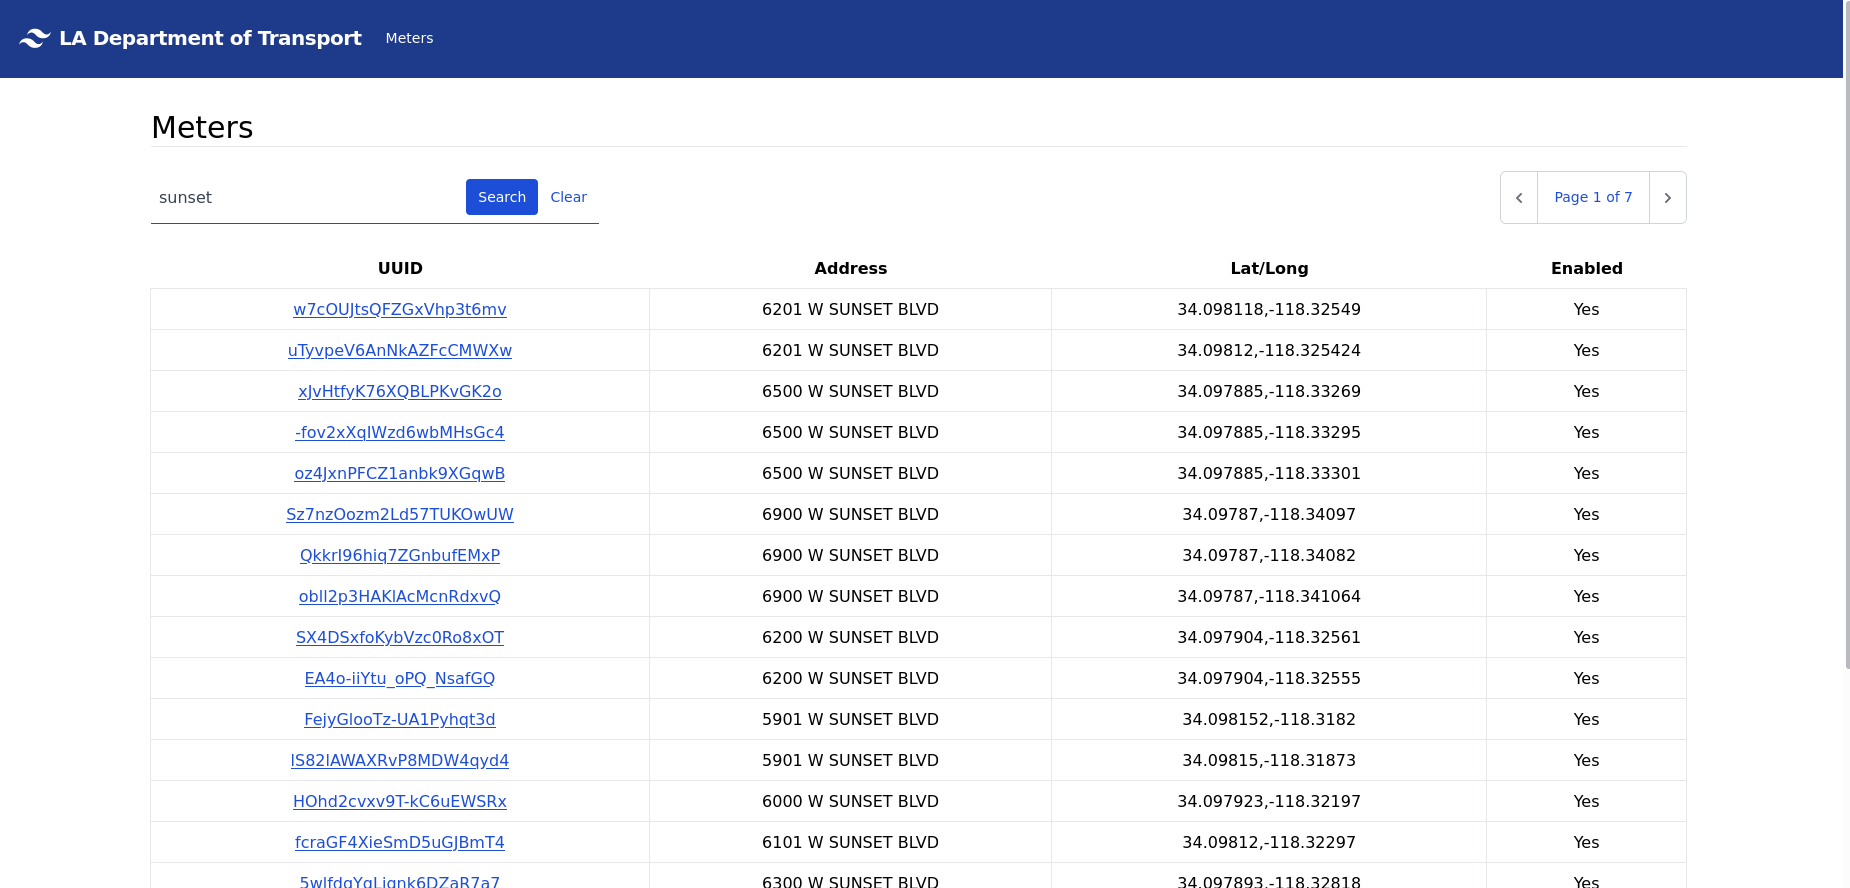 LA Department of Transport Meters
Meters
sunset Search Clear Page 1 of 7
UUID Address Lat/Long Enabled
w7cOUJtsQFZGxVhp3t6mv 6201 W SUNSET BLVD 34.098118,-118.32549 Yes
uTyvpeV6AnNkAZFcCMWXw 6201 W SUNSET BLVD 34.09812,-118.325424 Yes
xJvHtfyK76XQBLPKvGK2o 6500 W SUNSET BLVD 34.097885,-118.33269 Yes
-fov2xXqIWzd6wbMHsGc4 6500 W SUNSET BLVD 34.097885,-118.33295 Yes
oz4JxnPFCZ1anbk9XGqwB 6500 W SUNSET BLVD 34.097885,-118.33301 Yes
Sz7nzOozm2Ld57TUKOwUW 6900 W SUNSET BLVD 34.09787,-118.34097 Yes
QkkrI96hiq7ZGnbufEMxP 6900 W SUNSET BLVD 34.09787,-118.34082 Yes
obll2p3HAKlAcMcnRdxvQ 6900 W SUNSET BLVD 34.09787,-118.341064 Yes
SX4DSxfoKybVzc0Ro8xOT 6200 W SUNSET BLVD 34.097904,-118.32561 Yes
EA4o-iiYtu_oPQ_NsafGQ 6200 W SUNSET BLVD 34.097904,-118.32555 Yes
FejyGlooTz-UA1Pyhqt3d 5901 W SUNSET BLVD 34.098152,-118.3182 Yes
lS82lAWAXRvP8MDW4qyd4 5901 W SUNSET BLVD 34.09815,-118.31873 Yes
HOhd2cvxv9T-kC6uEWSRx 6000 W SUNSET BLVD 34.097923,-118.32197 Yes
fcraGF4XieSmD5uGJBmT4 6101 W SUNSET BLVD 34.09812,-118.32297 Yes
6300 W SUNSET BLVD 34.097893,-118.32818 Yes